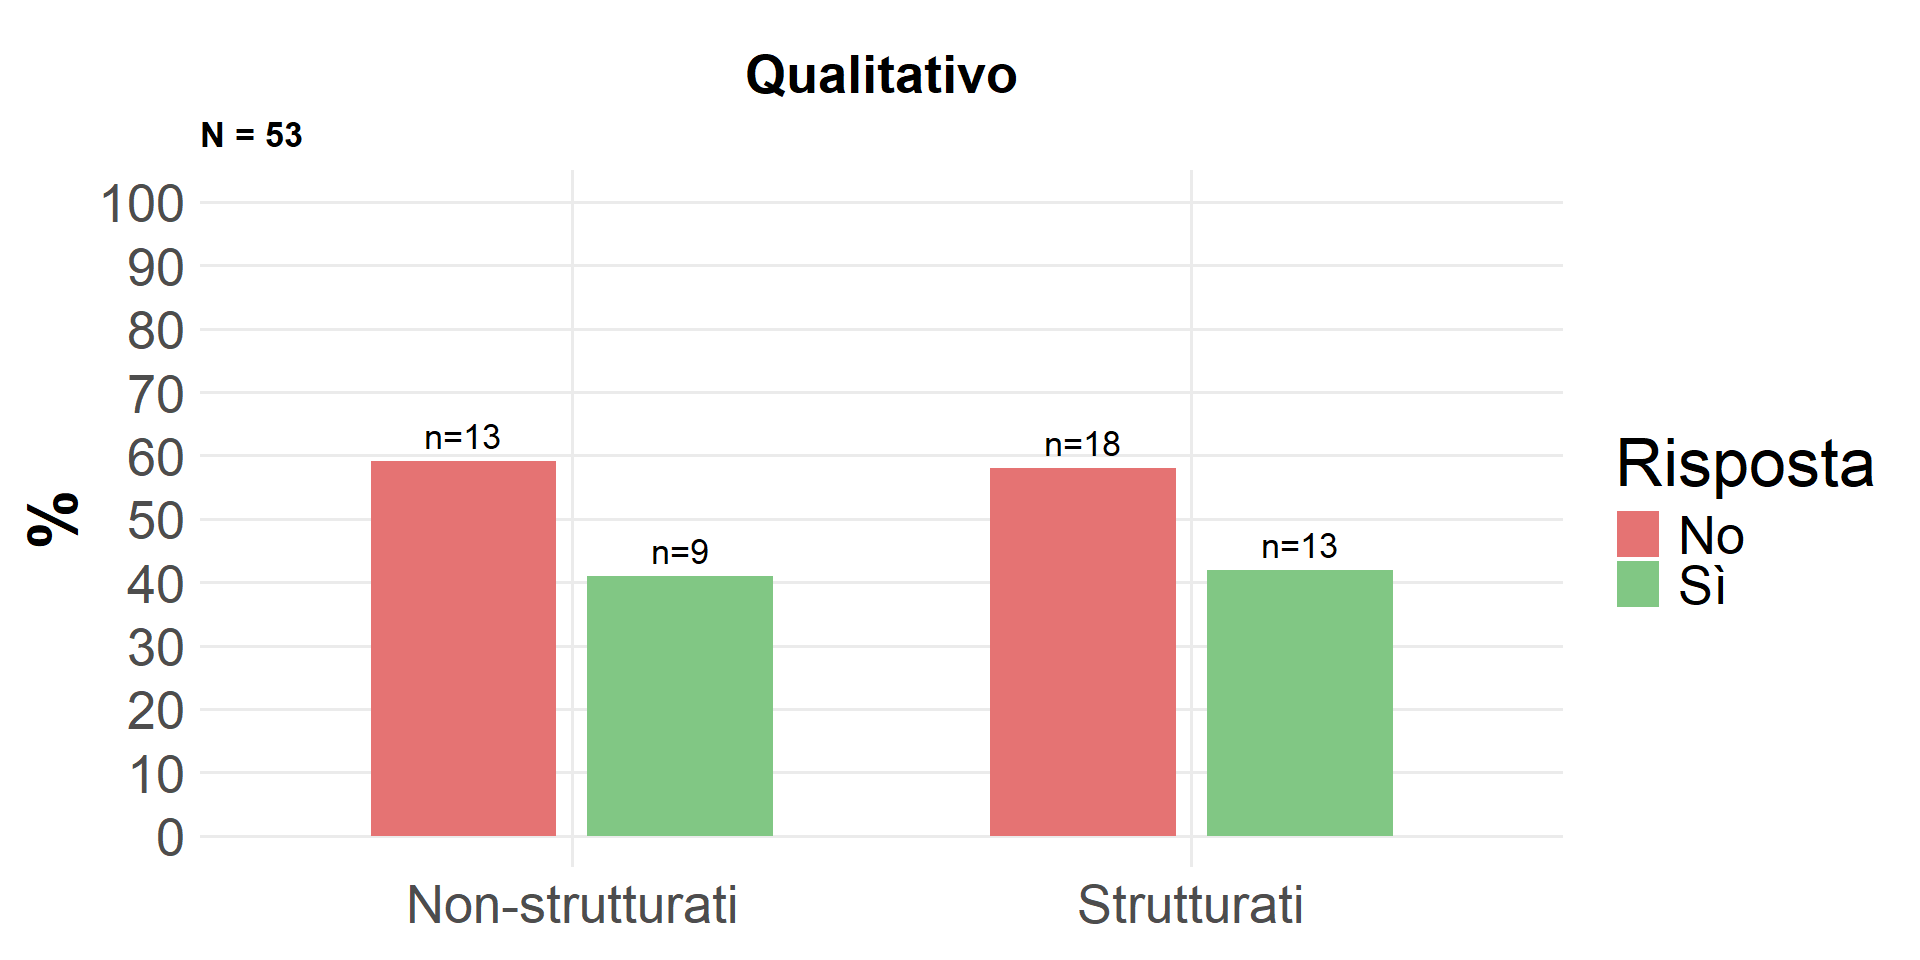 Qualitativo
N = 53
100
90
80
70
60
50
40
30
20
10
0
%
n=13
n=9
n=18
n=13
Non-strutturati
Strutturati
Risposta
No
Sì